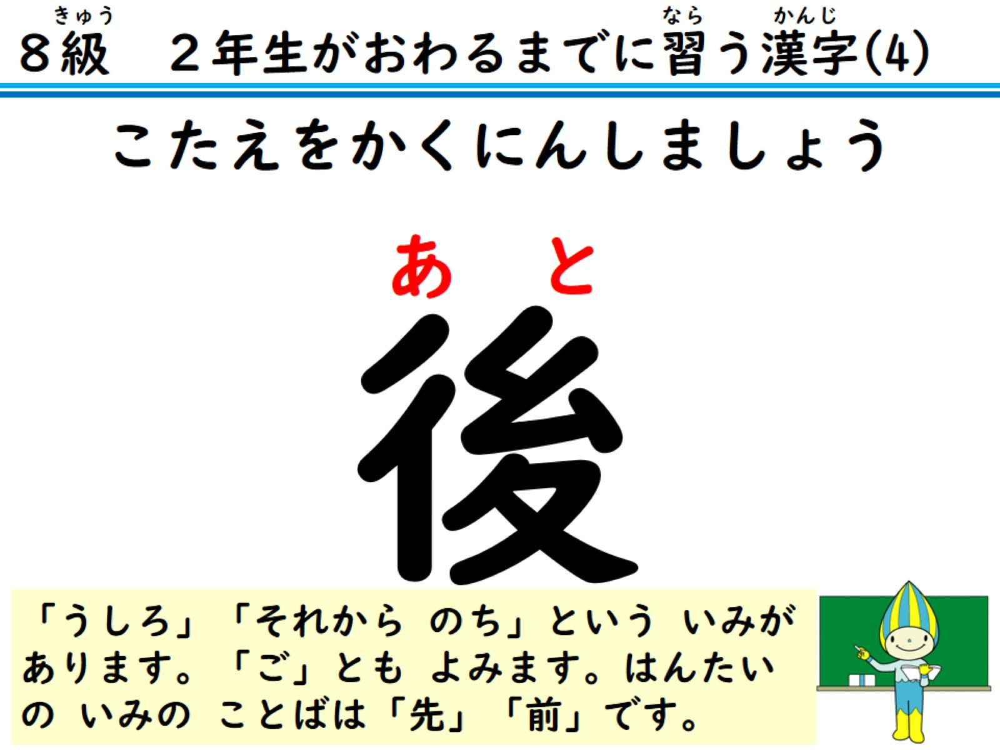 きゅう なら かんじ
8級 2年生がおわるまでに習う漢字(4)
こたえをかくにんしましょう
あと
後
「うしろ」「それから のち」という いみが
あります。「ご」とも よみます。はんたい
の いみの ことばは「先」「前」です。